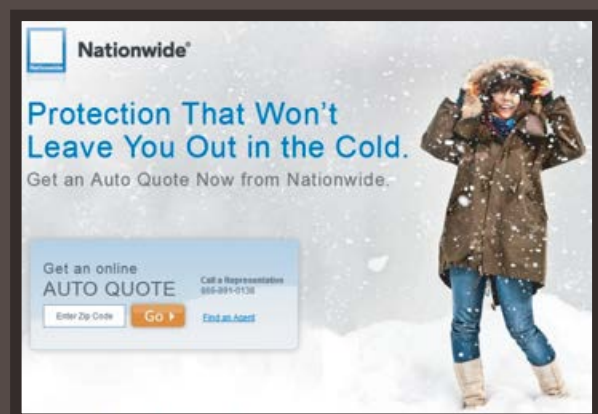 Nationwide®
Nationwide
Protection That Won't
Leave You Out in the Cold.
Get an Auto Quote Now from Nationwide.
Get an online
AUTO QUOTE
Call a Representative
Enter Zip Code
Go
Find an Agent